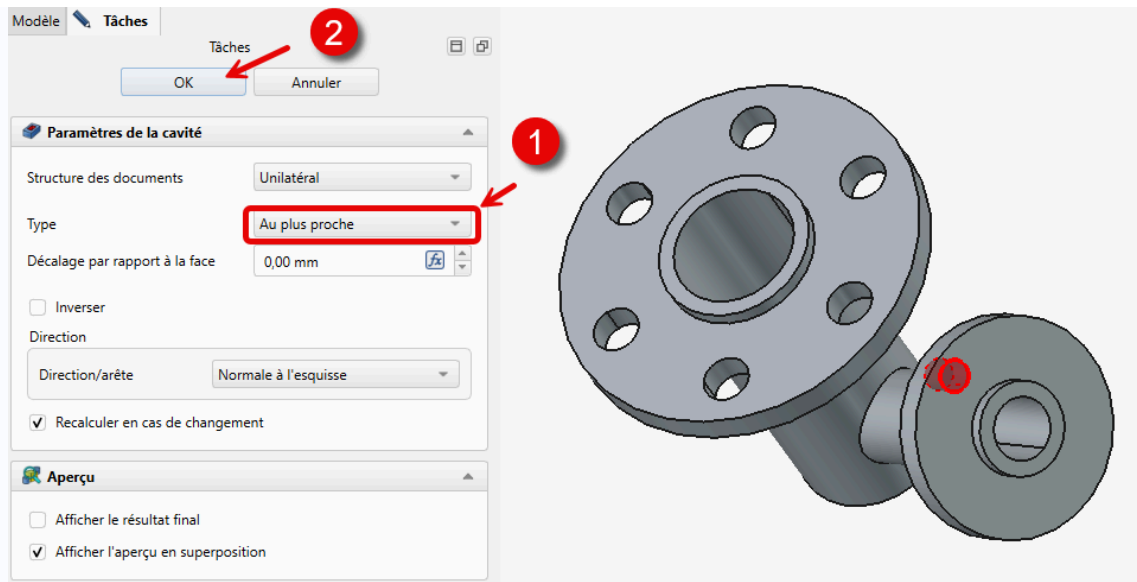 Modèle Tâches
Tâches
2
OK Annuler
Paramètres de la cavité
1
Structure des documents Unilatéral
Type Au plus proche
Décalage par rapport à la face 0,00 mm fx
Inverser
Direction
Direction/arête Normale à l'esquisse
Recalculer en cas de changement
Aperçu
Afficher le résultat final
Afficher l'aperçu en superposition